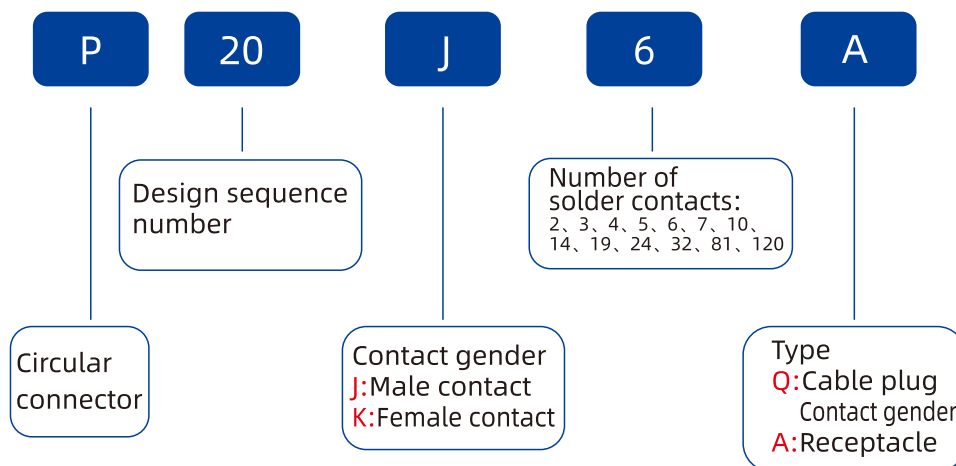 P 20 J 6 A
Design sequence
number
Number of
solder contacts:
2、3、4、5、6、7、10、
14、19、24、32、81、120
Circular
connector
Contact gender
J:Male contact
K:Female contact
Type
Q:Cable plug
Contact gender
A:Receptacle